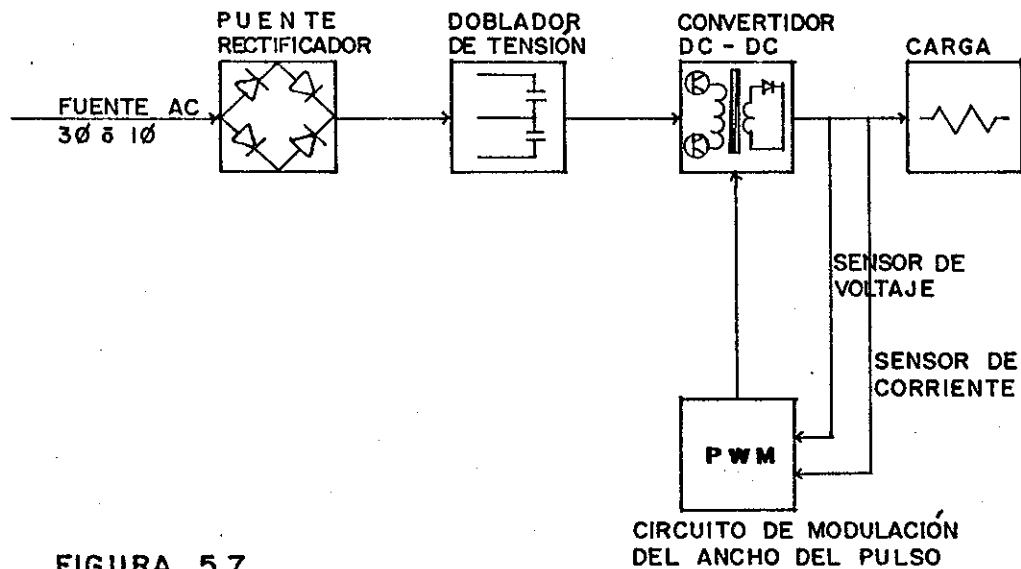 PUENTE
RECTIFICADOR
DOBLADOR
DE TENSIÓN
CONVERTIDOR
DC - DC
CARGA
FUENTE AC
3Ø ō 1Ø
SENSOR DE
VOLTAJE
SENSOR DE
CORRIENTE
PWM
CIRCUITO DE MODULACIÓN
DEL ANCHO DEL PULSO
FIGURA 5.7